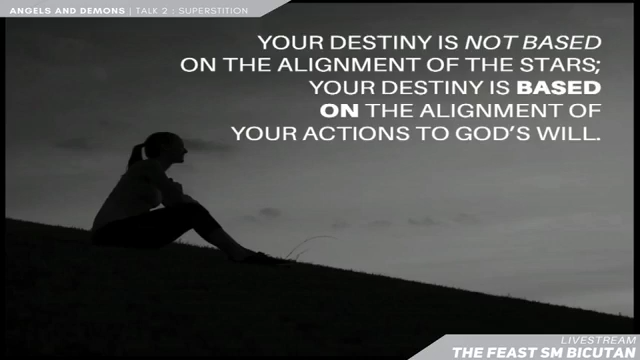 ANGELS AND DEMONS | TALK 2 : SUPERSTITION
YOUR DESTINY IS NOT BASED
ON THE ALIGNMENT OF THE STARS;
YOUR DESTINY IS BASED
ON THE ALIGNMENT OF
YOUR ACTIONS TO GOD'S WILL.
LIVESTREAM
THE FEAST SM BICUTAN